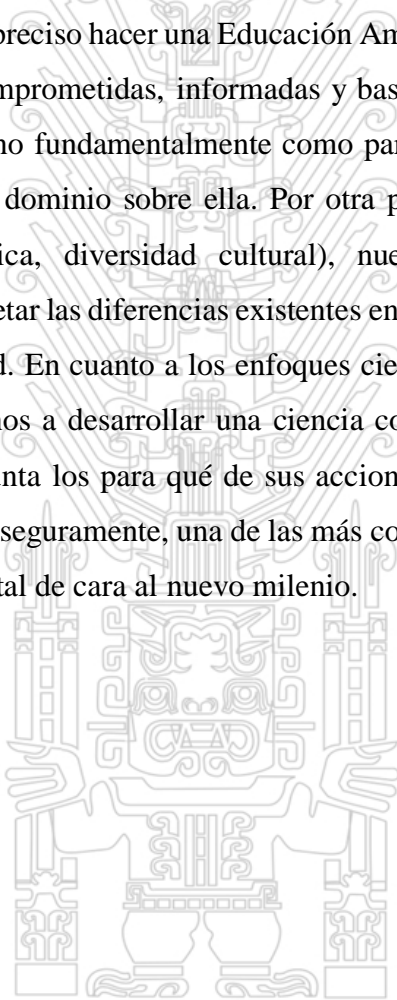 preciso hacer una Educación Am
mprometidas, informadas y bas
no fundamentalmente como par
dominio sobre ella. Por otra p
ica, diversidad cultural), nue
etar las diferencias existentes en
d. En cuanto a los enfoques cie
nos a desarrollar una ciencia co
unta los para qué de sus accion
seguramente, una de las más co
tal de cara al nuevo milenio.